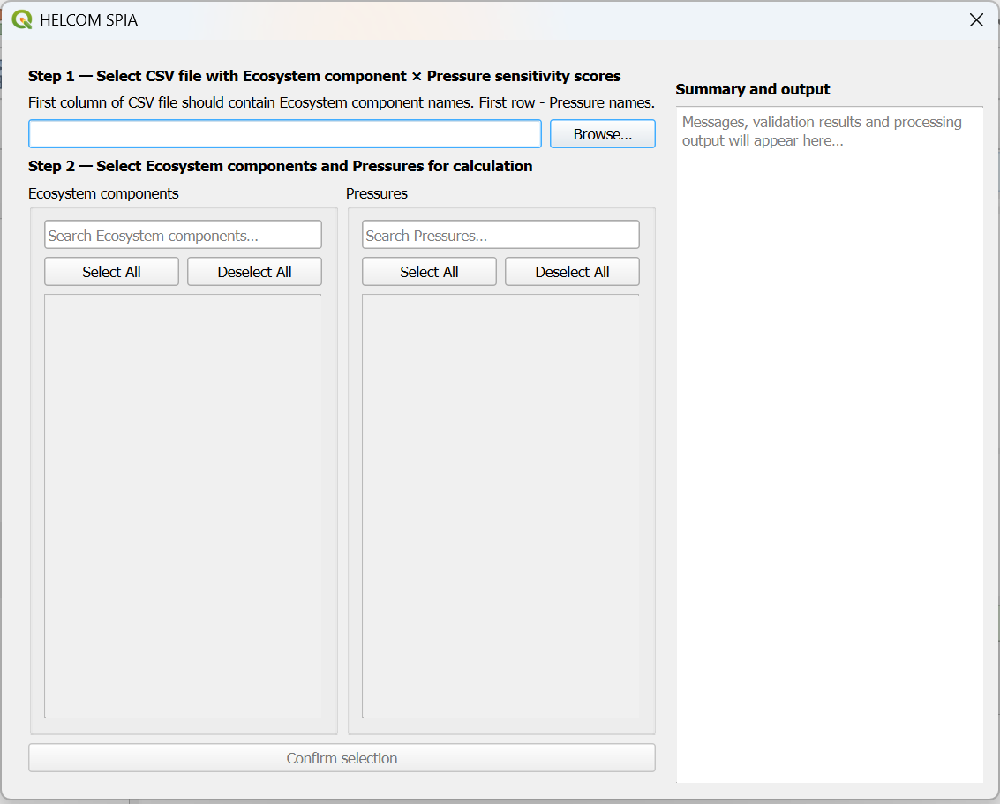 HELCOM SPIA
Step 1 — Select CSV file with Ecosystem component × Pressure sensitivity scores
First column of CSV file should contain Ecosystem component names. First row - Pressure names.
Browse...
Step 2 — Select Ecosystem components and Pressures for calculation
Ecosystem components
Search Ecosystem components...
Select All
Deselect All
Pressures
Search Pressures...
Select All
Deselect All
Confirm selection
Summary and output
Messages, validation results and processing
output will appear here...